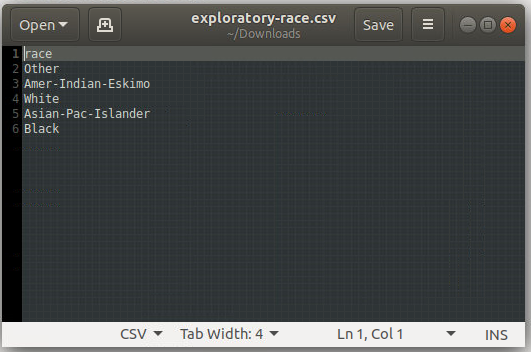 Open exploratory-race.csv Save
~/Downloads
1 race
2 Other
3 Amer-Indian-Eskimo
4 White
5 Asian-Pac-Islander
6 Black
CSV Tab Width: 4 Ln 1, Col 1 INS